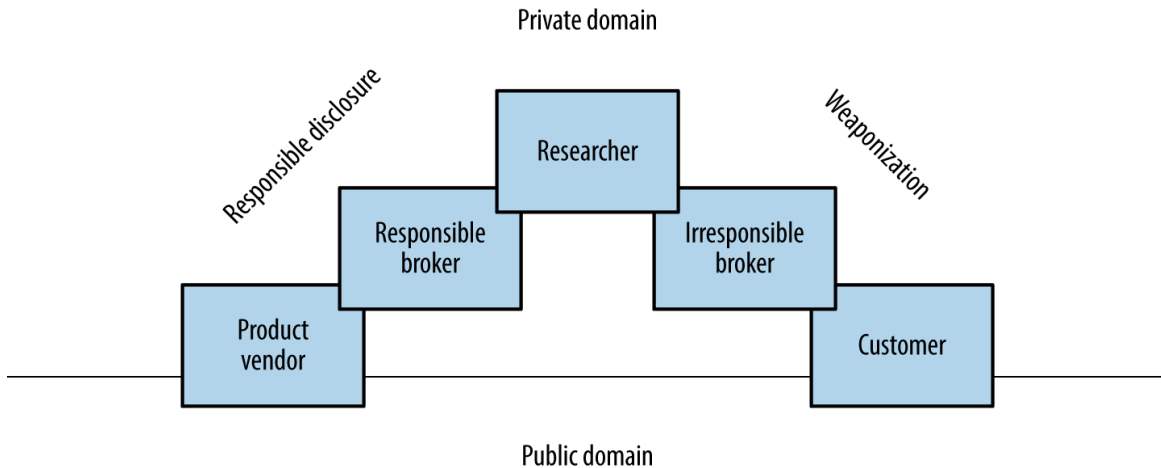 Private domain
Responsible disclosure
Weaponization
Researcher
Responsible
broker
Irresponsible
broker
Product
vendor
Customer
Public domain